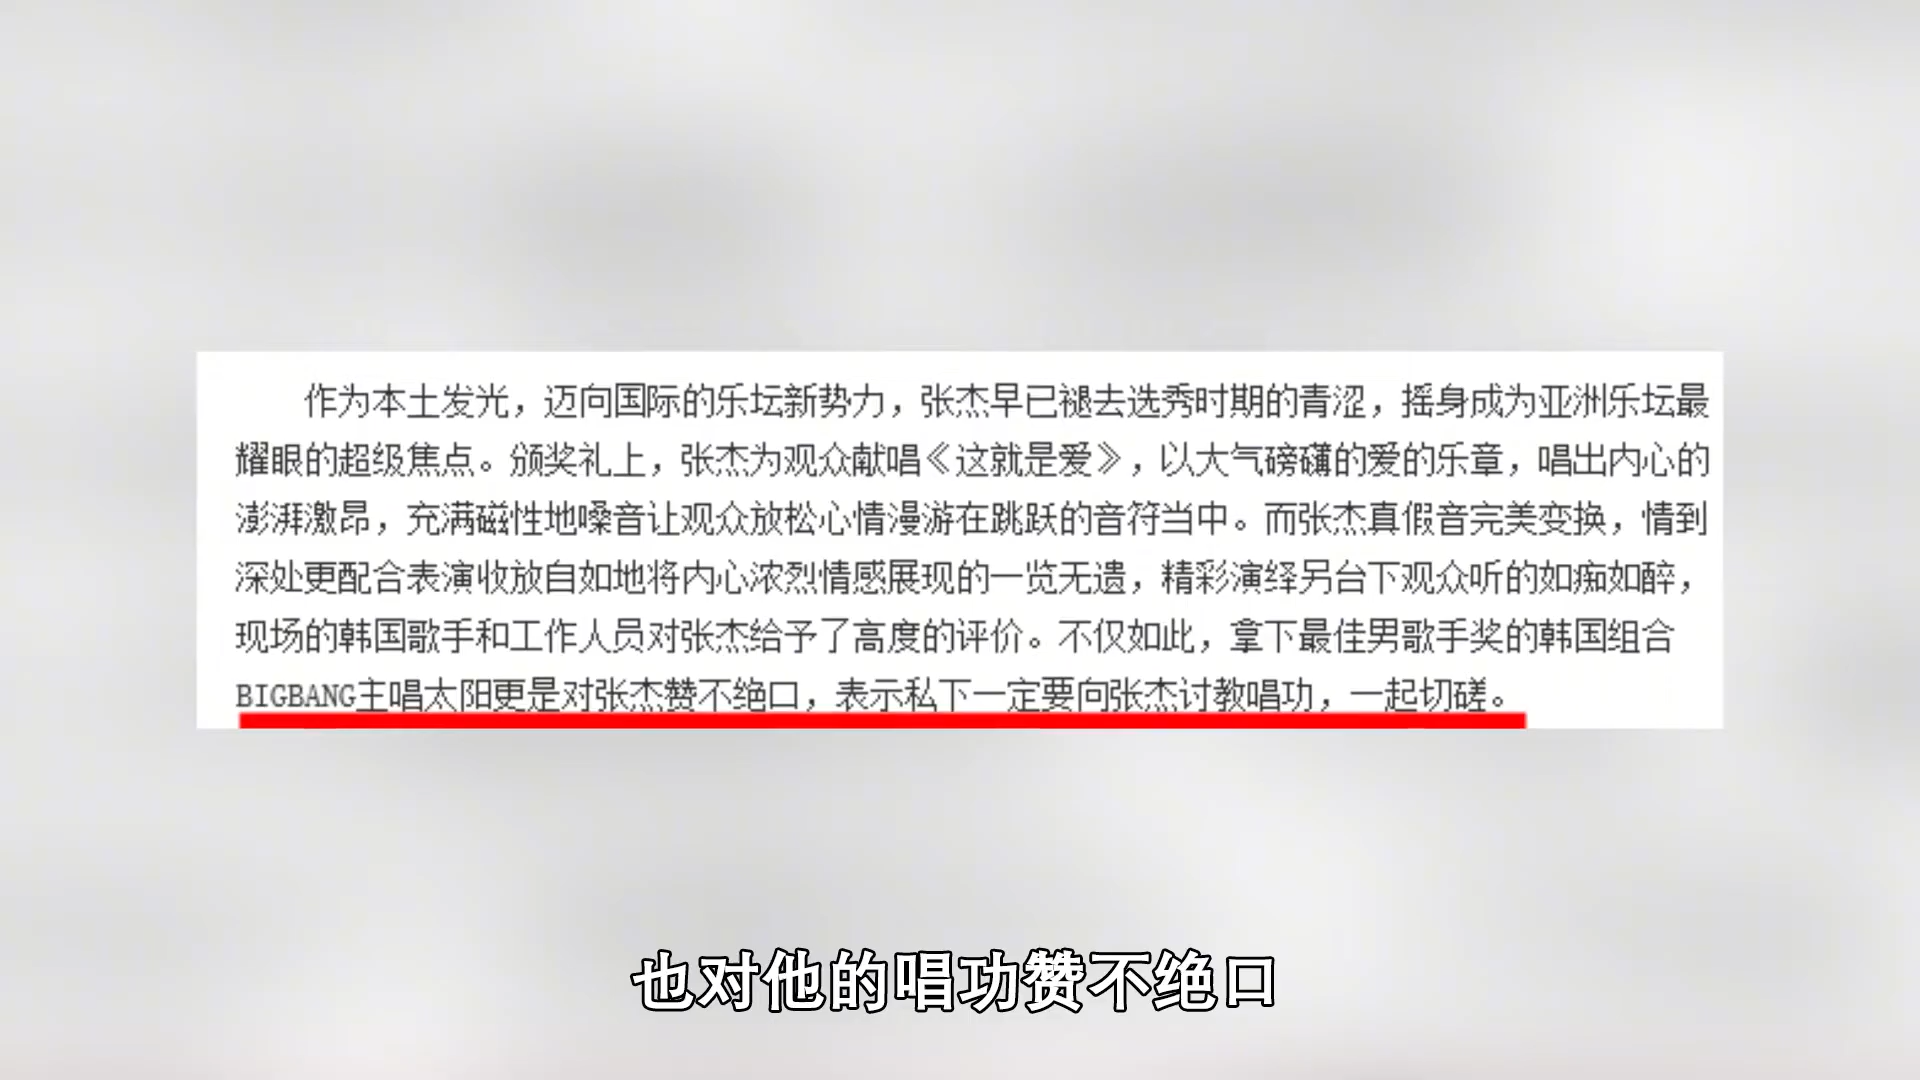 作为本土发光，迈向国际的乐坛新势力，张杰早已褪去选秀时期的青涩，摇身成为亚洲乐坛最
耀眼的超级焦点。颁奖礼上，张杰为观众献唱《这就是爱》，以大气磅礴的爱的乐章，唱出内心的
澎湃激昂，充满磁性地嗓音让观众放松心情漫游在跳跃的音符当中。而张杰真假音完美变换，情到
深处更配合表演收放自如地将内心浓烈情感展现的一览无遗，精彩演绎另台下观众听的如痴如醉，
现场的韩国歌手和工作人员对张杰给予了高度的评价。不仅如此，拿下最佳男歌手奖的韩国组合
BIGBANG主唱太阳更是对张杰赞不绝口，表示私下一定要向张杰讨教唱功，一起切磋。
也对他的唱功赞不绝口